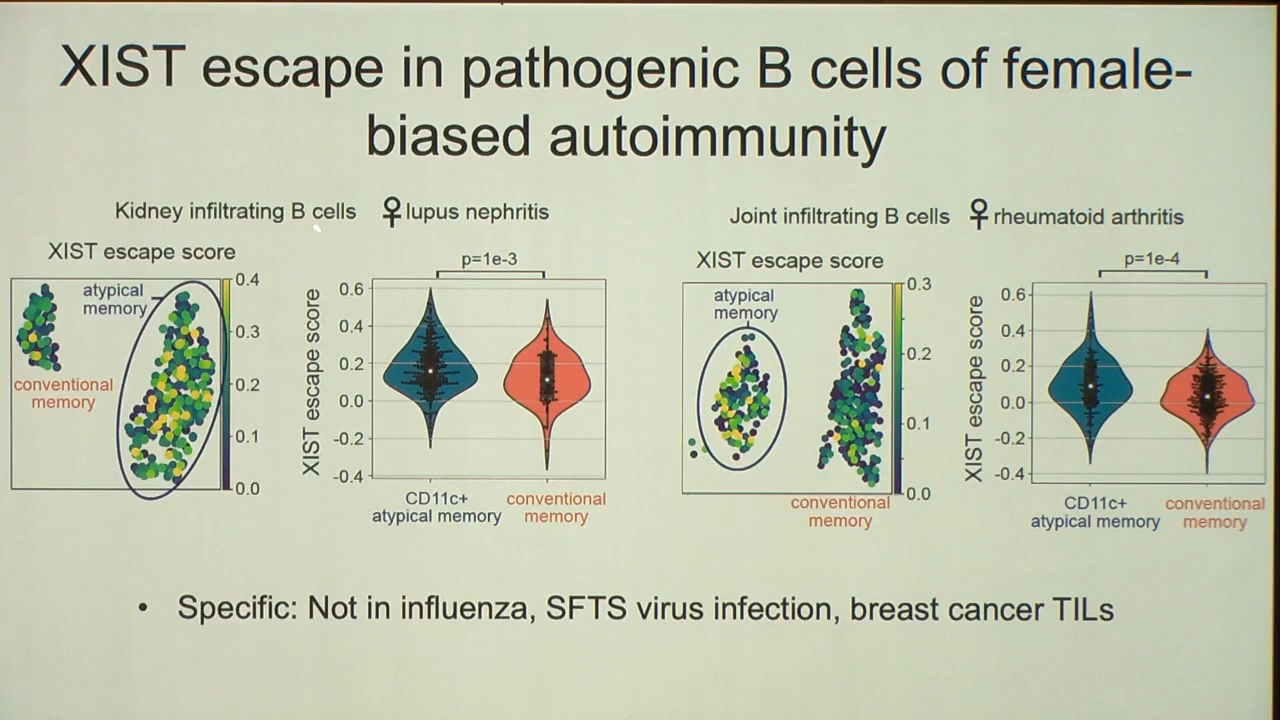 XIST escape in pathogenic B cells of female-
biased autoimmunity
Kidney infiltrating B cells ♀ lupus nephritis
XIST escape score
atypical
memory
conventional
memory
0.4
0.3
0.2
0.1
0.0
XIST escape score
p=1e-3
0.6
0.4
0.2
0.0
-0.2
-0.4
CD11c+
atypical memory
conventional
memory
Joint infiltrating B cells ♀ rheumatoid arthritis
XIST escape score
atypical
memory
conventional
memory
0.3
0.2
0.1
0.0
XIST escape score
p=1e-4
0.6
0.4
0.2
0.0
-0.2
-0.4
CD11c+
atypical memory
conventional
memory
• Specific: Not in influenza, SFTS virus infection, breast cancer TILs